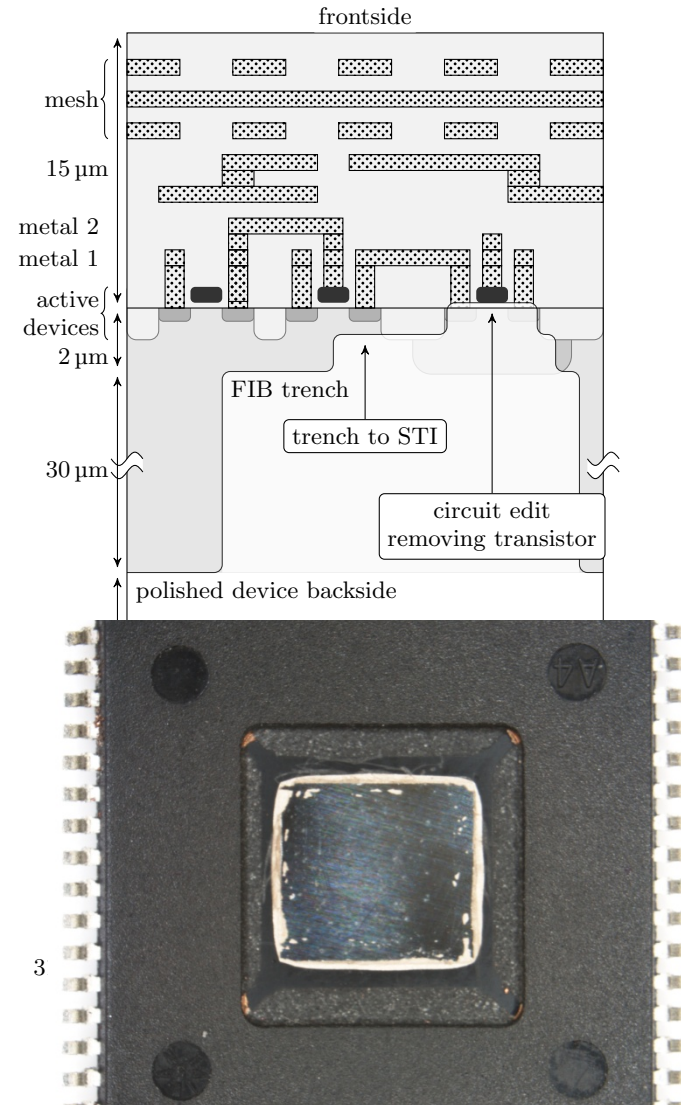 frontside
mesh
15 µm
metal 2
metal 1
active
devices
2 µm
FIB trench
trench to STI
30 µm
circuit edit
removing transistor
polished device backside
A4
3